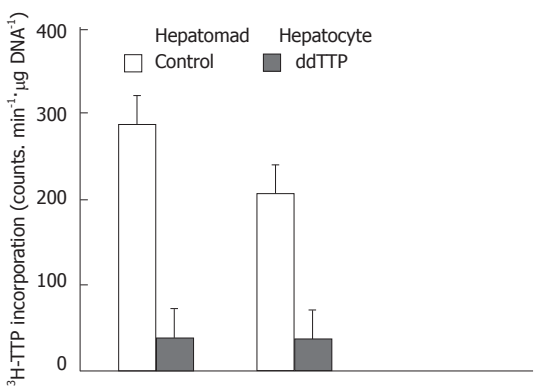 ³H-TTP incorporation (counts. min⁻¹·µg DNA⁻¹)
400
300
200
100
0
Hepatomad Hepatocyte
Control ddTTP